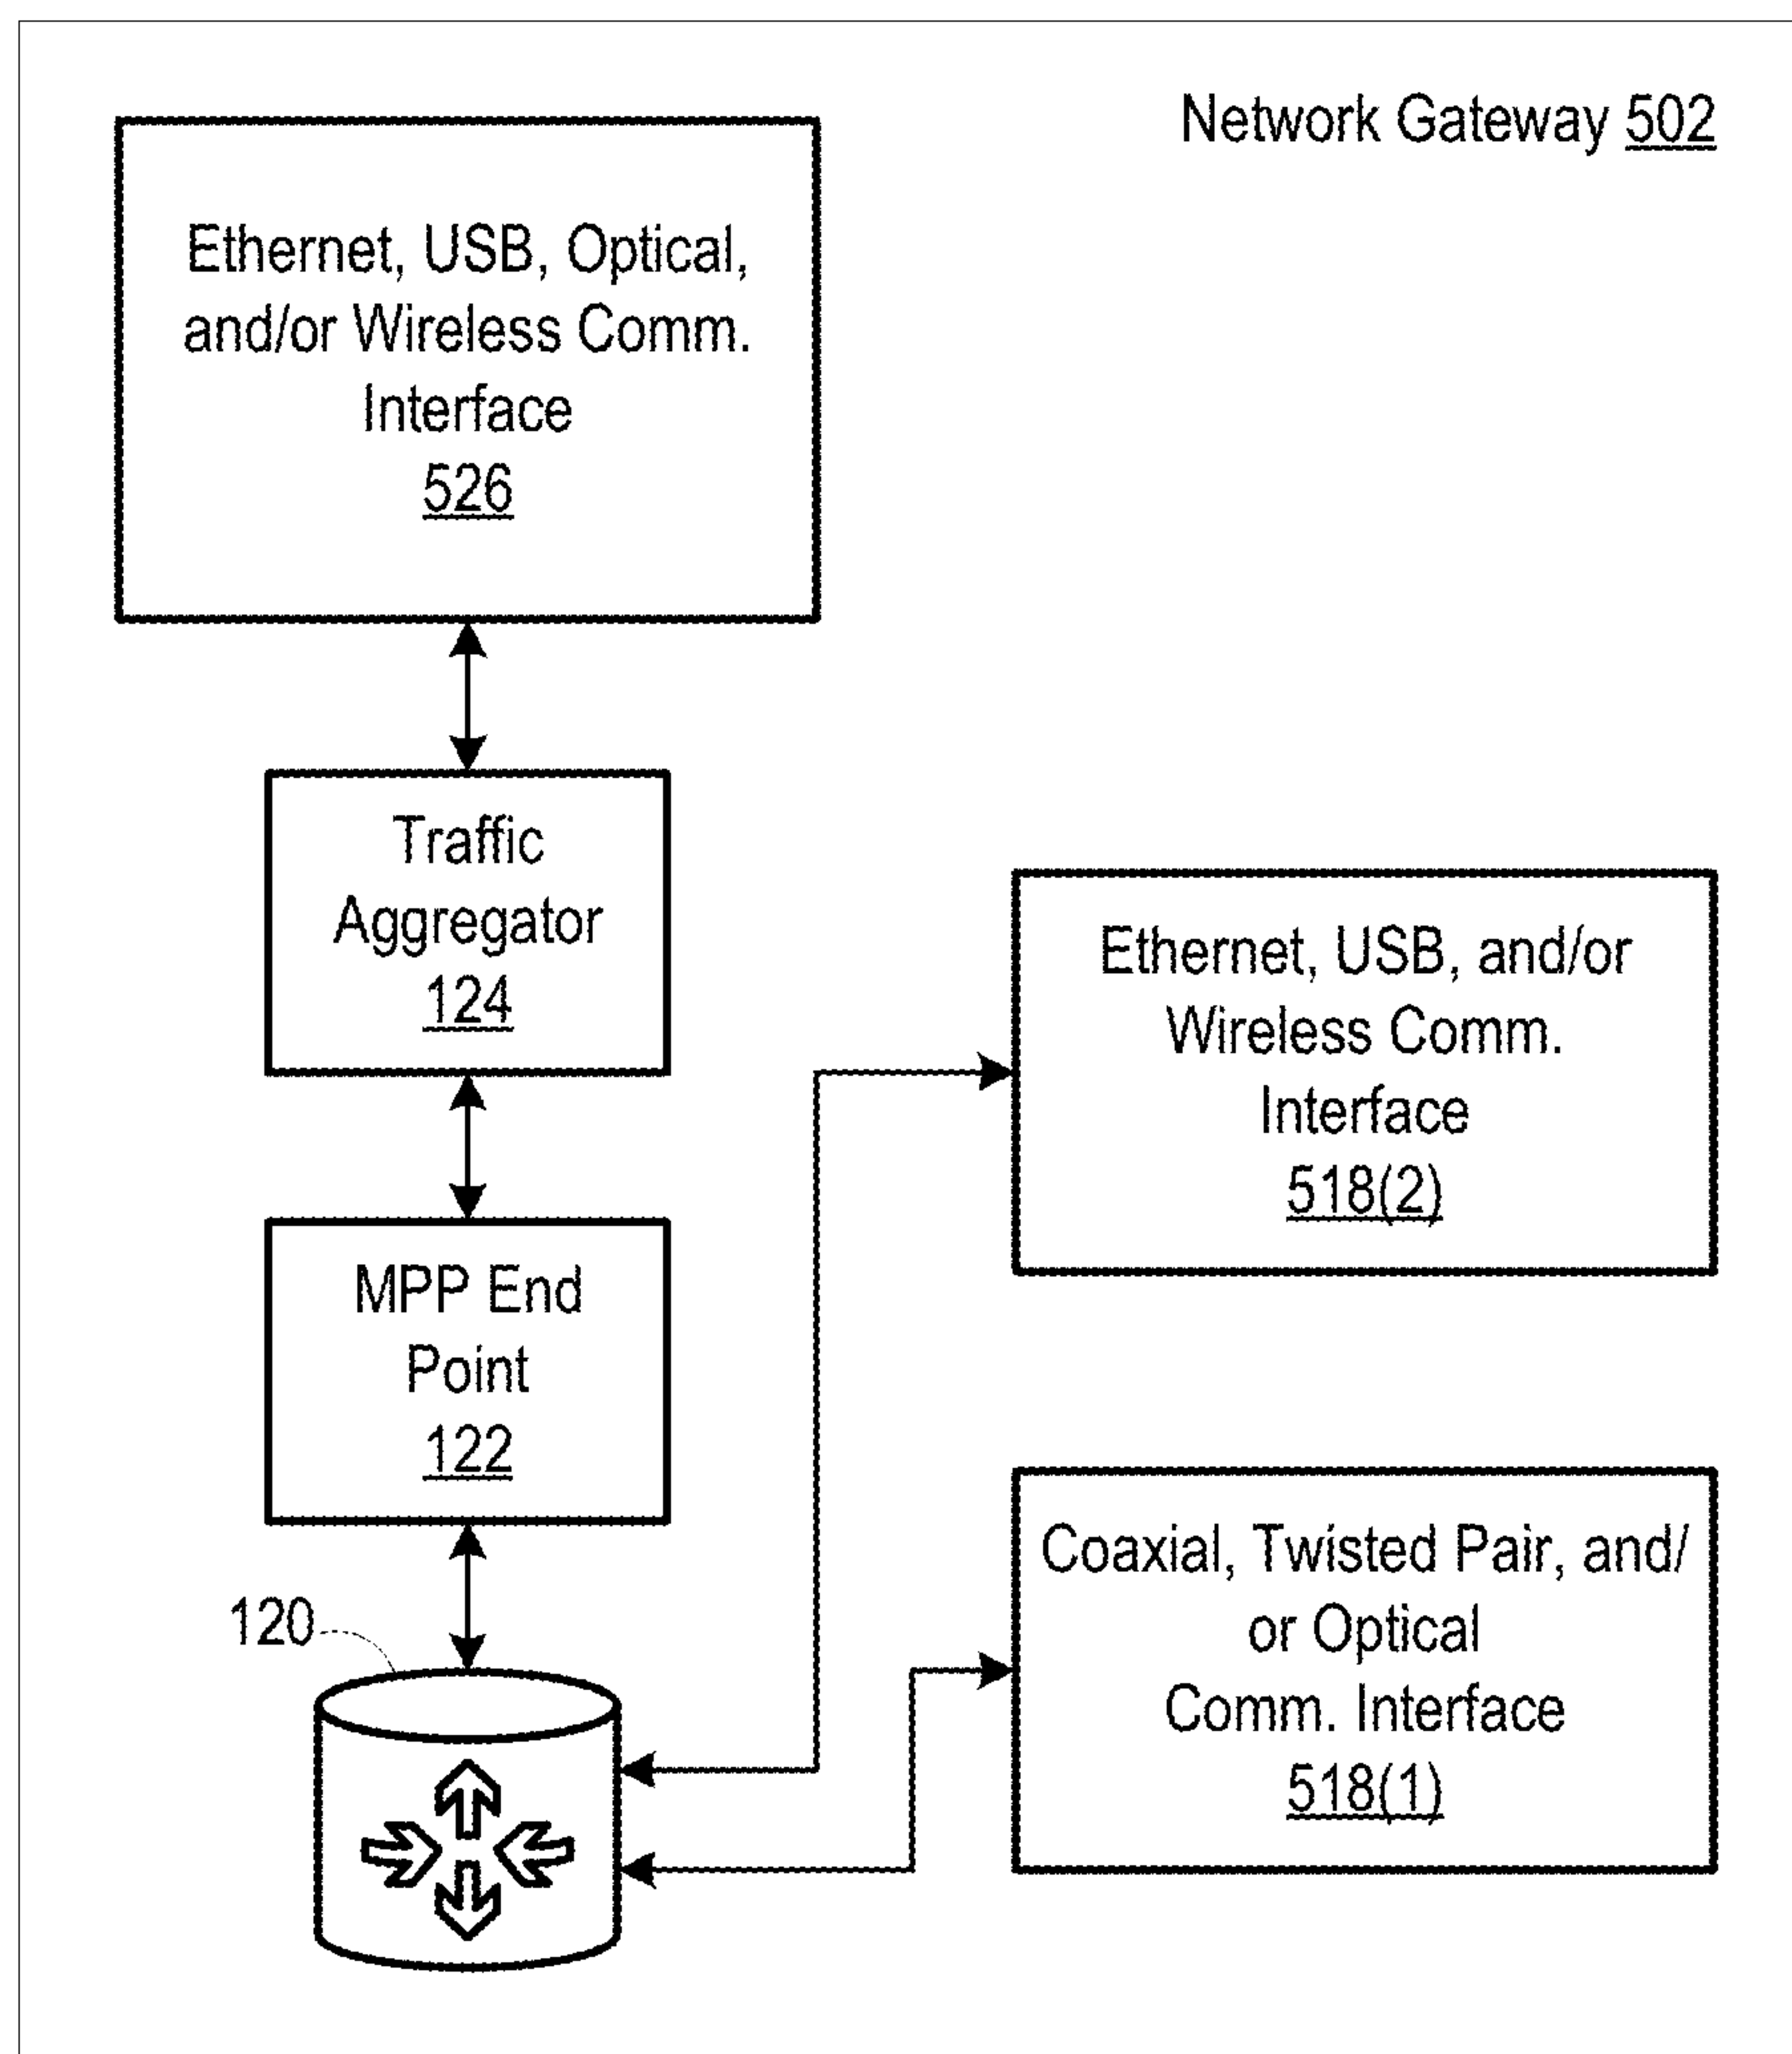 Network Gateway 502
Ethernet, USB, Optical,
and/or Wireless Comm.
Interface
526
Traffic
Aggregator
124
Ethernet, USB, and/or
Wireless Comm.
Interface
518(2)
MPP End
Point
122
Coaxial, Twisted Pair, and/
or Optical
Comm. Interface
518(1)
120